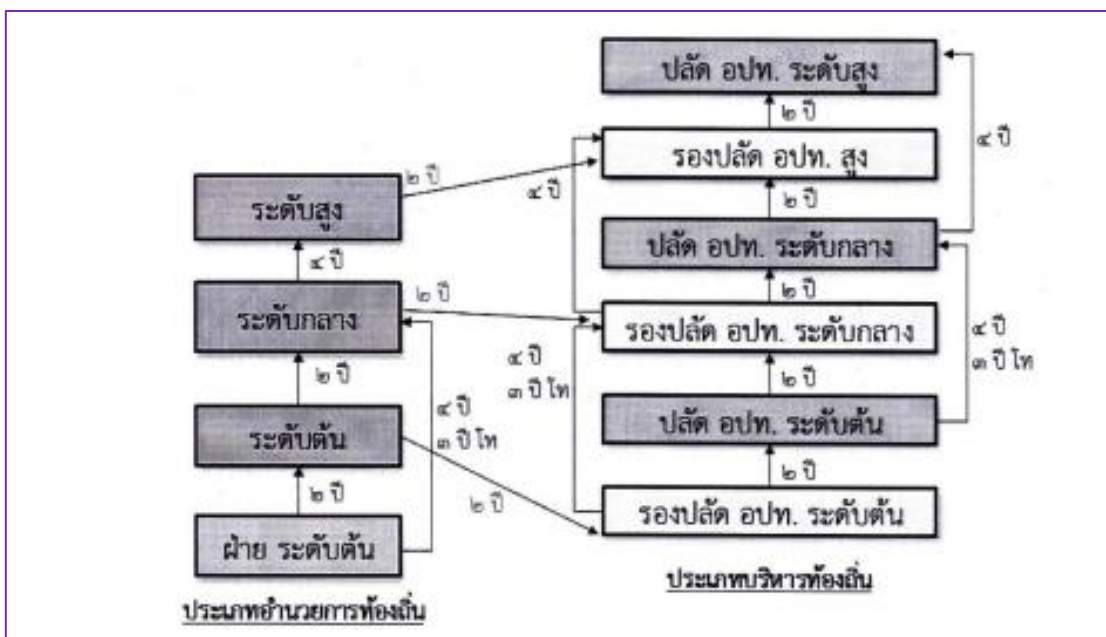 ปลัด อปท. ระดับสูง
๒ ปี
๔ ปี
รองปลัด อปท. สูง
๒ ปี
๔ ปี
ระดับสูง
๒ ปี
ปลัด อปท. ระดับกลาง
๔ ปี
๒ ปี
ระดับกลาง
๒ ปี
รองปลัด อปท. ระดับกลาง
๔ ปี
๓ ปี โท
๒ ปี
๔ ปี
๓ ปี โท
๒ ปี
ระดับต้น
๔ ปี
๓ ปี โท
ปลัด อปท. ระดับต้น
๒ ปี
๒ ปี
๒ ปี
ฝ่าย ระดับต้น
รองปลัด อปท. ระดับต้น
ประเภทอำนวยการท้องถิ่น
ประเภทบริหารท้องถิ่น